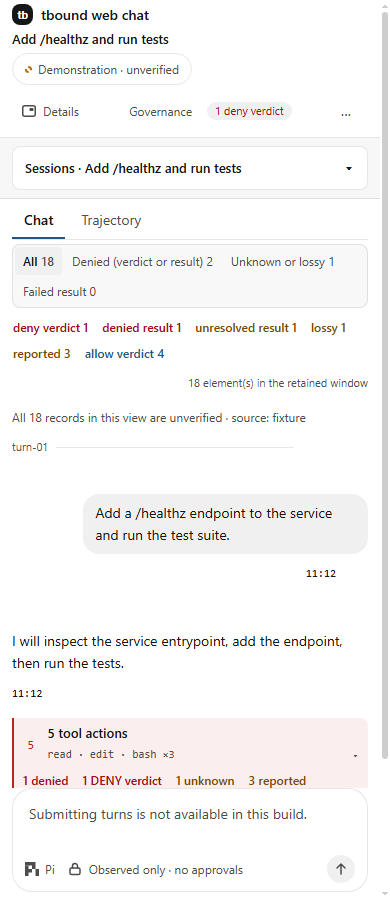 tb tbound web chat
Add /healthz and run tests
Demonstration · unverified
Details Governance 1 deny verdict ...
Sessions · Add /healthz and run tests
Chat Trajectory
All 18 Denied (verdict or result) 2 Unknown or lossy 1
Failed result 0
deny verdict 1 denied result 1 unresolved result 1 lossy 1
reported 3 allow verdict 4
18 element(s) in the retained window
All 18 records in this view are unverified · source: fixture
turn-01
Add a /healthz endpoint to the service
and run the test suite.
11:12
I will inspect the service entrypoint, add the endpoint,
then run the tests.
11:12
5 5 tool actions
read · edit · bash ×3
1 denied 1 DENY verdict 1 unknown 3 reported
Submitting turns is not available in this build.
Pi Observed only · no approvals